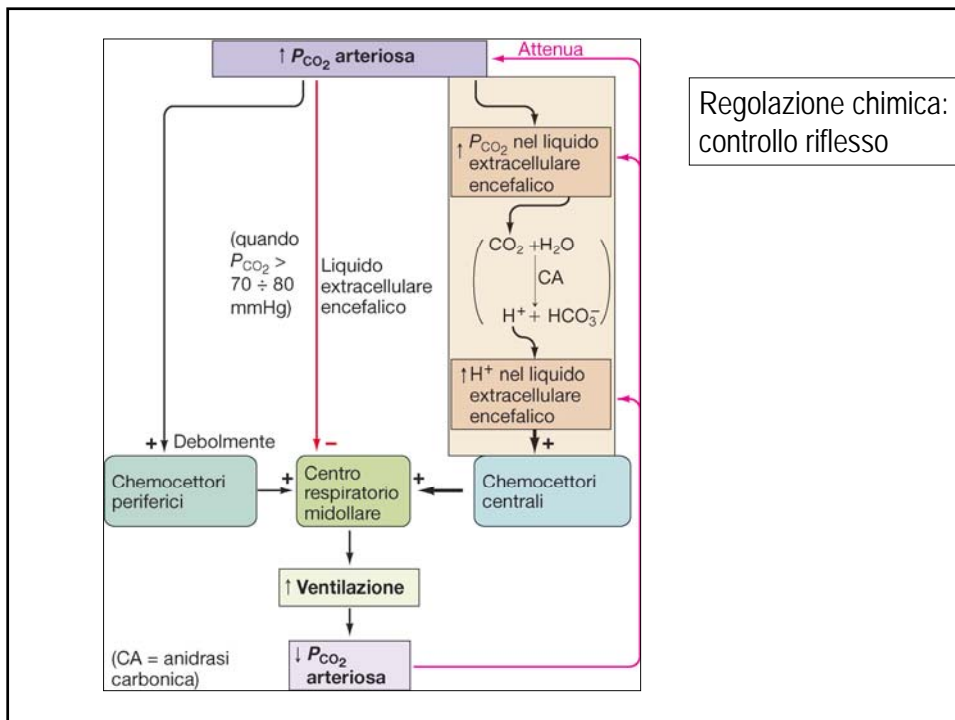 ↑ PCO2 arteriosa
Attenua
Regolazione chimica:
controllo riflesso
↑ PCO2 nel liquido
extracellulare
encefalico
(quando
PCO2 >
70 ÷ 80
mmHg)
Liquido
extracellulare
encefalico
CO2 + H2O
CA
H+ + HCO3−
↑H+ nel liquido
extracellulare
encefalico
+ Debolmente
−
+
Chemocettori
periferici
+
Centro
respiratorio
midollare
+
Chemocettori
centrali
↑ Ventilazione
↓ PCO2
arteriosa
(CA = anidrasi
carbonica)